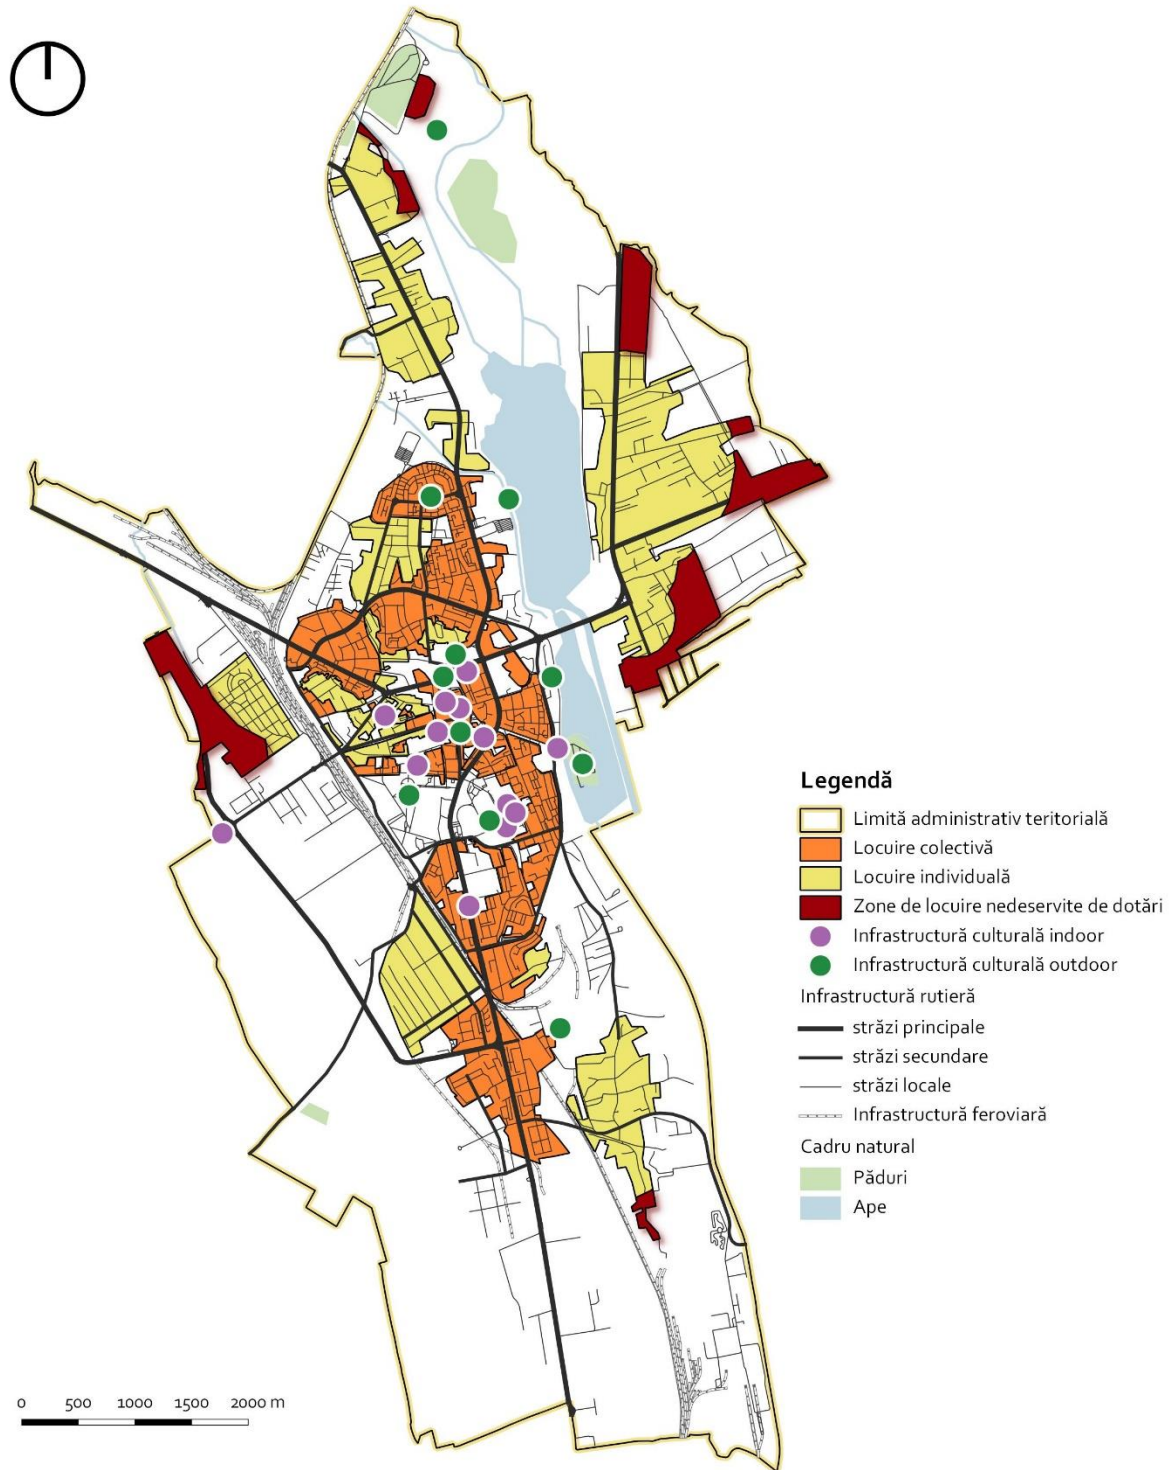 Legendă
Limită administrativ teritorială
Locuire colectivă
Locuire individuală
Zone de locuire nedeservite de dotări
Infrastructură culturală indoor
Infrastructură culturală outdoor
Infrastructură rutieră
străzi principale
străzi secundare
străzi locale
Infrastructură feroviară
Cadru natural
Păduri
Ape
0 500 1000 1500 2000 m